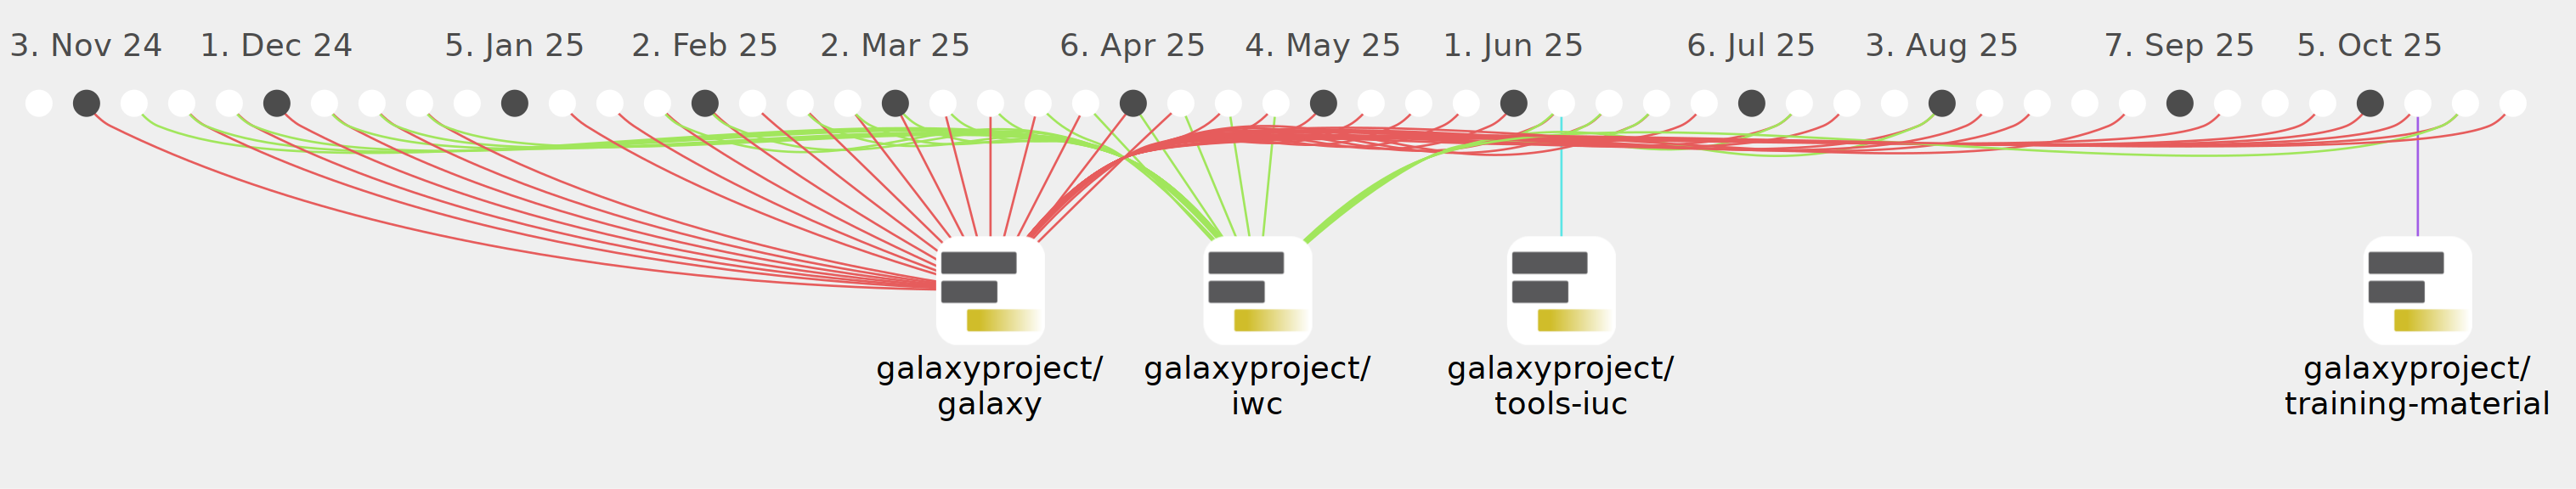 3. Nov 24 1. Dec 24 5. Jan 25 2. Feb 25 2. Mar 25 6. Apr 25 4. May 25 1. Jun 25 6. Jul 25 3. Aug 25 7. Sep 25 5. Oct 25
galaxyproject/ galaxyproject/ galaxyproject/ galaxyproject/
galaxy iwc tools-iuc training-material